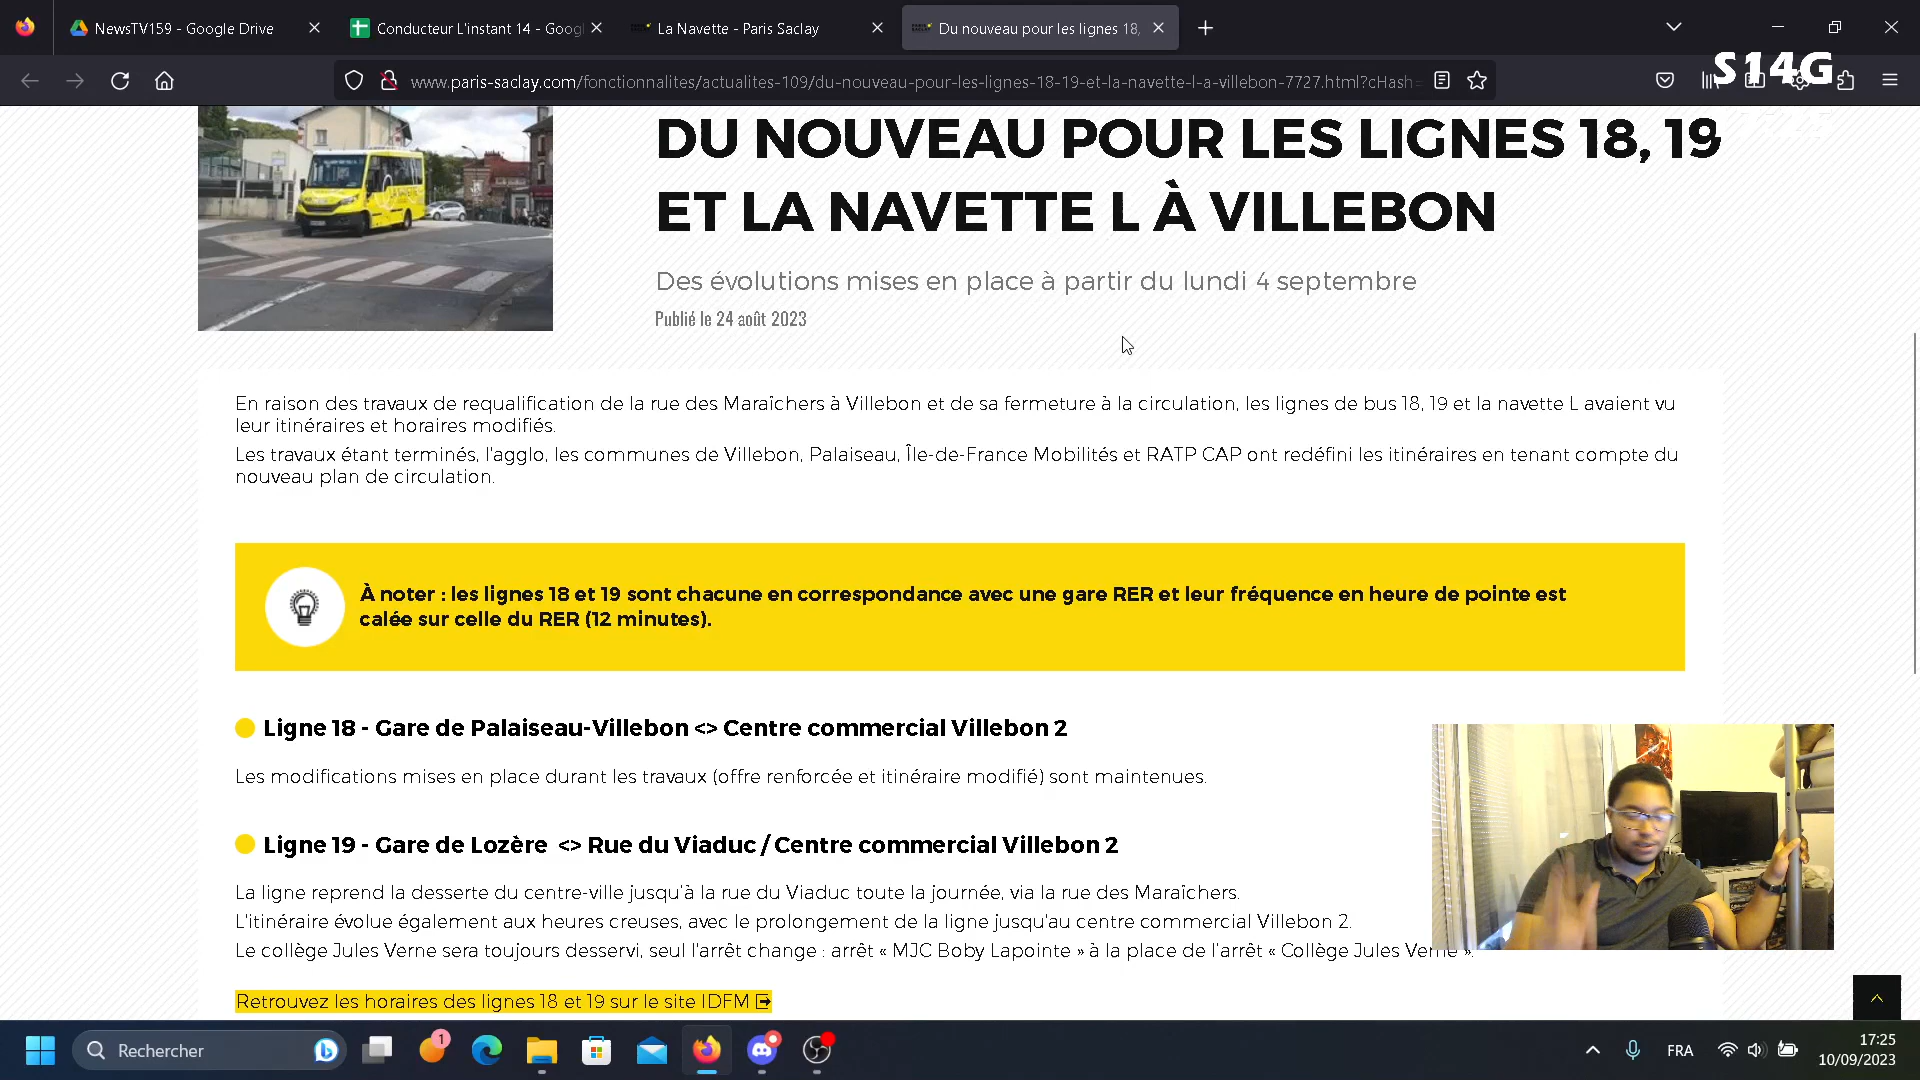 NewsTV159 - Google Drive
Conducteur L'instant 14 - Goog
La Navette - Paris Saclay
Du nouveau pour les lignes 18,
www.paris-saclay.com/fonctionnalites/actualites-109/du-nouveau-pour-les-lignes-18-19-et-la-navette-l-a-villebon-7727.html?cHash=
S14G
DU NOUVEAU POUR LES LIGNES 18, 19
ET LA NAVETTE L À VILLEBON
Des évolutions mises en place à partir du lundi 4 septembre
Publié le 24 août 2023
En raison des travaux de requalification de la rue des Maraîchers à Villebon et de sa fermeture à la circulation, les lignes de bus 18, 19 et la navette L avaient vu
leur itinéraires et horaires modifiés.
Les travaux étant terminés, l'agglo, les communes de Villebon, Palaiseau, Île-de-France Mobilités et RATP CAP ont redéfini les itinéraires en tenant compte du
nouveau plan de circulation.
À noter : les lignes 18 et 19 sont chacune en correspondance avec une gare RER et leur fréquence en heure de pointe est
calée sur celle du RER (12 minutes).
Ligne 18 - Gare de Palaiseau-Villebon <> Centre commercial Villebon 2
Les modifications mises en place durant les travaux (offre renforcée et itinéraire modifié) sont maintenues.
Ligne 19 - Gare de Lozère <> Rue du Viaduc / Centre commercial Villebon 2
La ligne reprend la desserte du centre-ville jusqu'à la rue du Viaduc toute la journée, via la rue des Maraîchers.
L'itinéraire évolue également aux heures creuses, avec le prolongement de la ligne jusqu'au centre commercial Villebon 2.
Le collège Jules Verne sera toujours desservi, seul l'arrêt change : arrêt « MJC Boby Lapointe » à la place de l'arrêt « Collège Jules Verne ».
Retrouvez les horaires des lignes 18 et 19 sur le site IDFM
Rechercher
1
FRA
17:25
10/09/2023